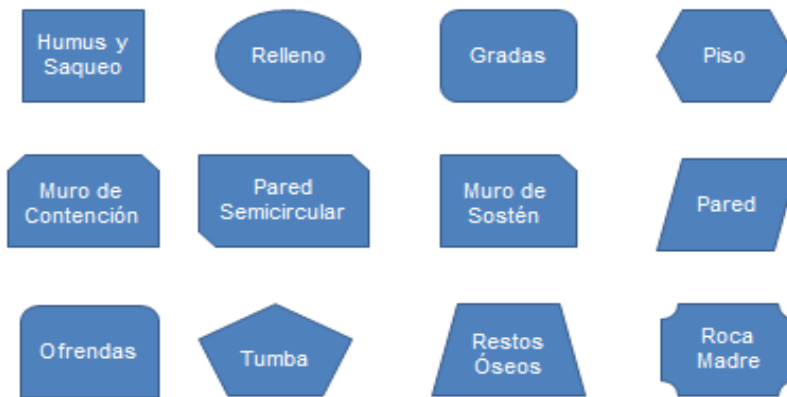 Humus y
Saqueo
Relleno
Gradas
Piso
Muro de
Contención
Pared
Semicircular
Muro de
Sostén
Pared
Ofrendas
Tumba
Restos
Óseos
Roca
Madre